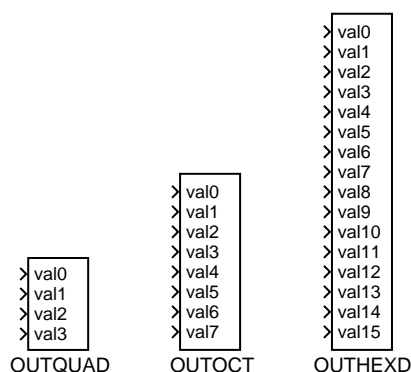 val0
val1
val2
val3
OUTQUAD
val0
val1
val2
val3
val4
val5
val6
val7
OUTOCT
val0
val1
val2
val3
val4
val5
val6
val7
val8
val9
val10
val11
val12
val13
val14
val15
OUTHEXD